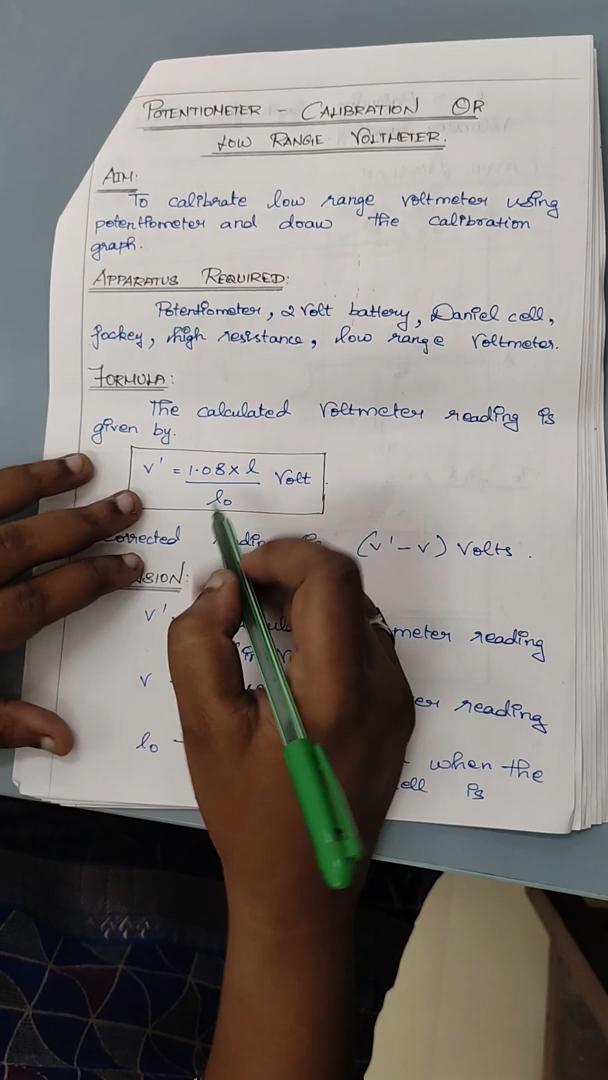 POTENTIOMETER - CALIBRATION OR
LOW RANGE VOLTMETER.
AIM:
To calibrate low range voltmeter using
potentiometer and draw the calibration
graph.
APPARATUS REQUIRED:
Potentiometer, 2 volt battery, Daniel cell,
Jockey, high resistance, low range voltmeter.
FORMULA:
The calculated voltmeter reading is
given by.
v' = 1.08 × l / l₀ Volt
(v' - v) Volts.
v'
meter reading
v
reading
l₀ - when the
is